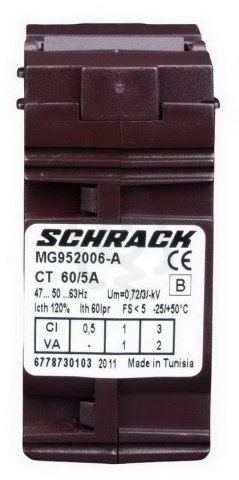 SCHRACK
MG952006-A
CE
CT 60/5A
47... 50 ...63Hz Um=0,72/3/-kV
B
Icth 120% Ith 60Ipr FS < 5 -25/+50°C
CI 0,5 1 3
VA - 1 2
6778730103 2011 Made in Tunisia